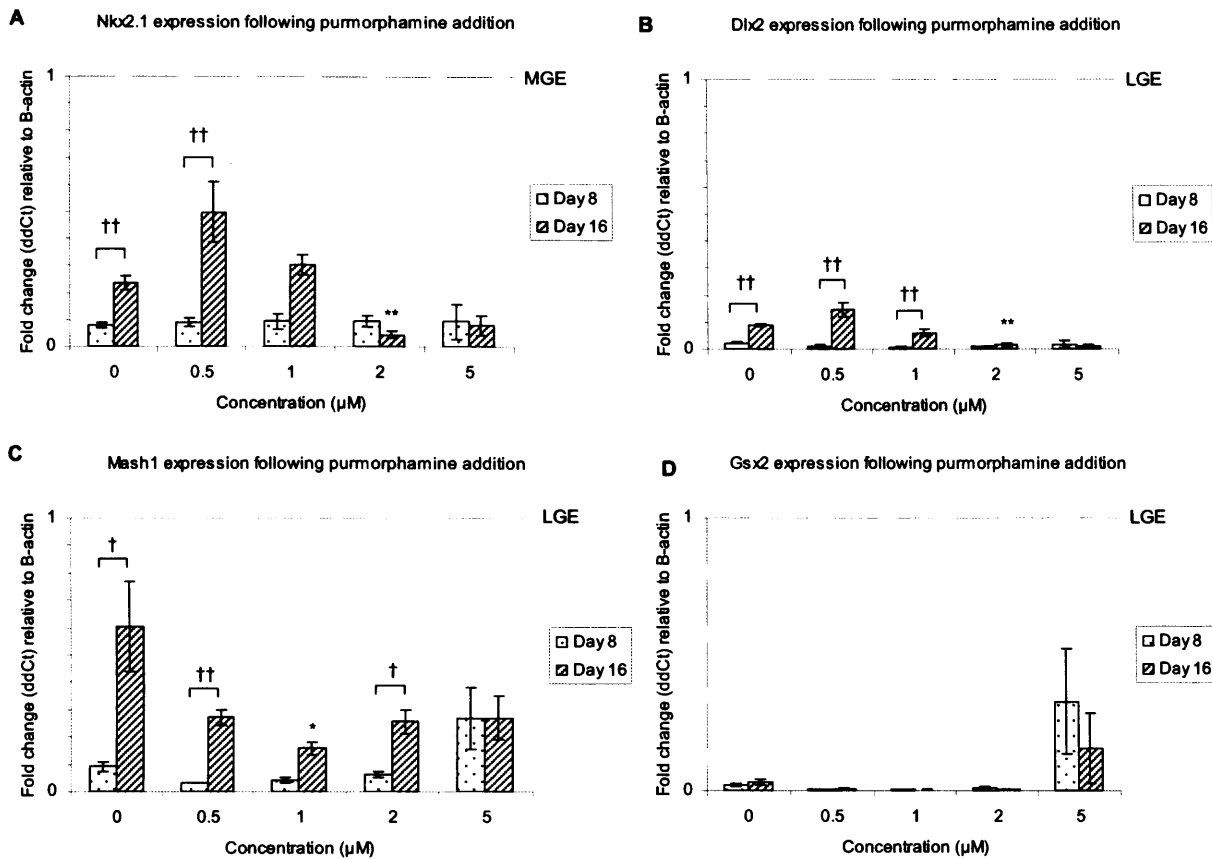 A
Nkx2.1 expression following purmorphamine addition
Fold change (ddCt) relative to B-actin
1
0
MGE
††
††
**
Day 8
Day 16
0 0.5 1 2 5
Concentration (µM)
B
Dlx2 expression following purmorphamine addition
Fold change (ddCt) relative to B-actin
1
0
LGE
††
††
††
**
Day 8
Day 16
0 0.5 1 2 5
Concentration (µM)
C
Mash1 expression following purmorphamine addition
Fold change (ddCt) relative to B-actin
1
0
LGE
†
††
*
†
Day 8
Day 16
0 0.5 1 2 5
Concentration (µM)
D
Gsx2 expression following purmorphamine addition
Fold change (ddCt) relative to B-actin
1
0
LGE
Day 8
Day 16
0 0.5 1 2 5
Concentration (µM)